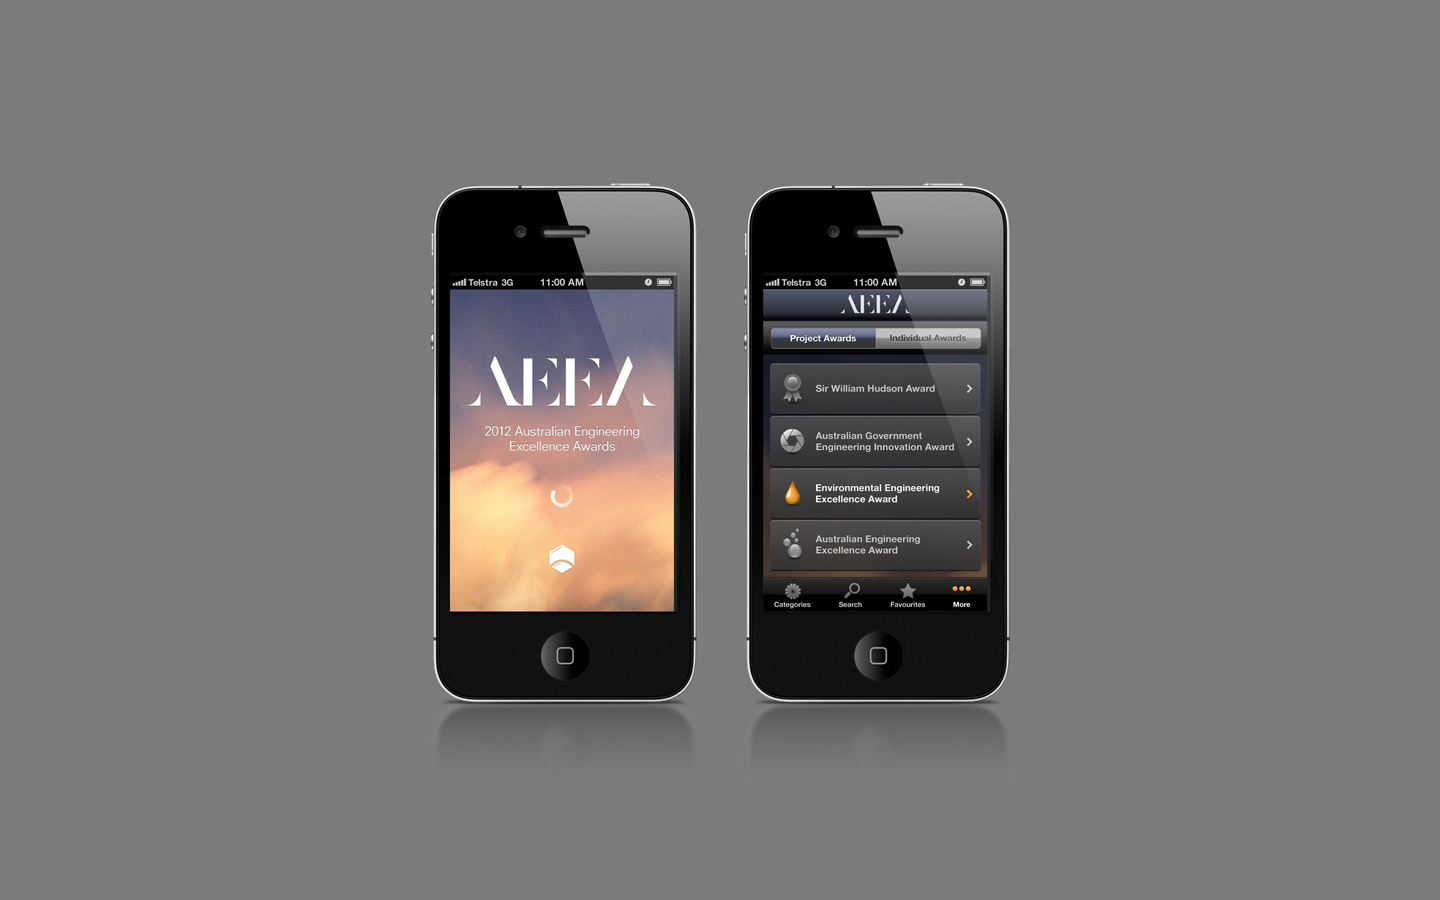 Telstra 3G 11:00 AM
AEEA
2012 Australian Engineering
Excellence Awards
Telstra 3G 11:00 AM
AEEA
Project Awards Individual Awards
Sir William Hudson Award
Australian Government
Engineering Innovation Award
Environmental Engineering
Excellence Award
Australian Engineering
Excellence Award
Categories Search Favourites More